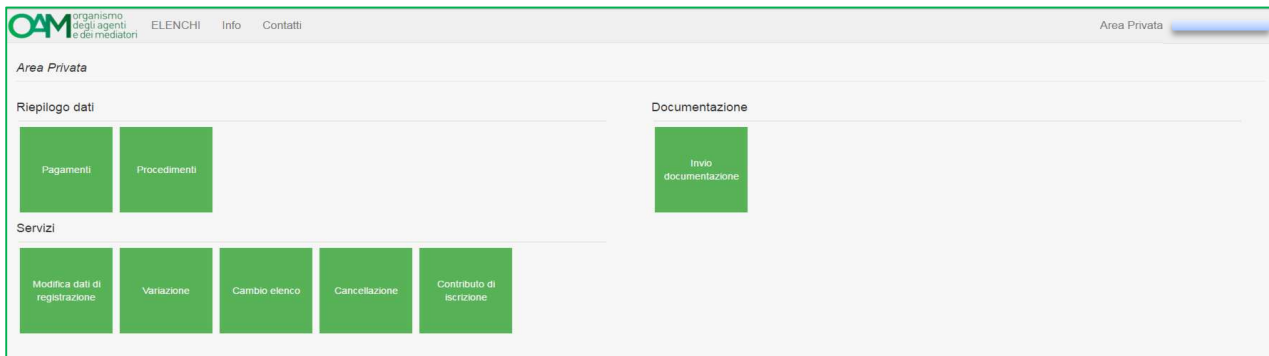 OAM organismo
degli agenti
e dei mediatori
ELENCHI Info Contatti Area Privata
Area Privata
Riepilogo dati
Pagamenti
Procedimenti
Servizi
Modifica dati di
registrazione
Variazione
Cambio elenco
Cancellazione
Contributo di
iscrizione
Documentazione
Invio
documentazione